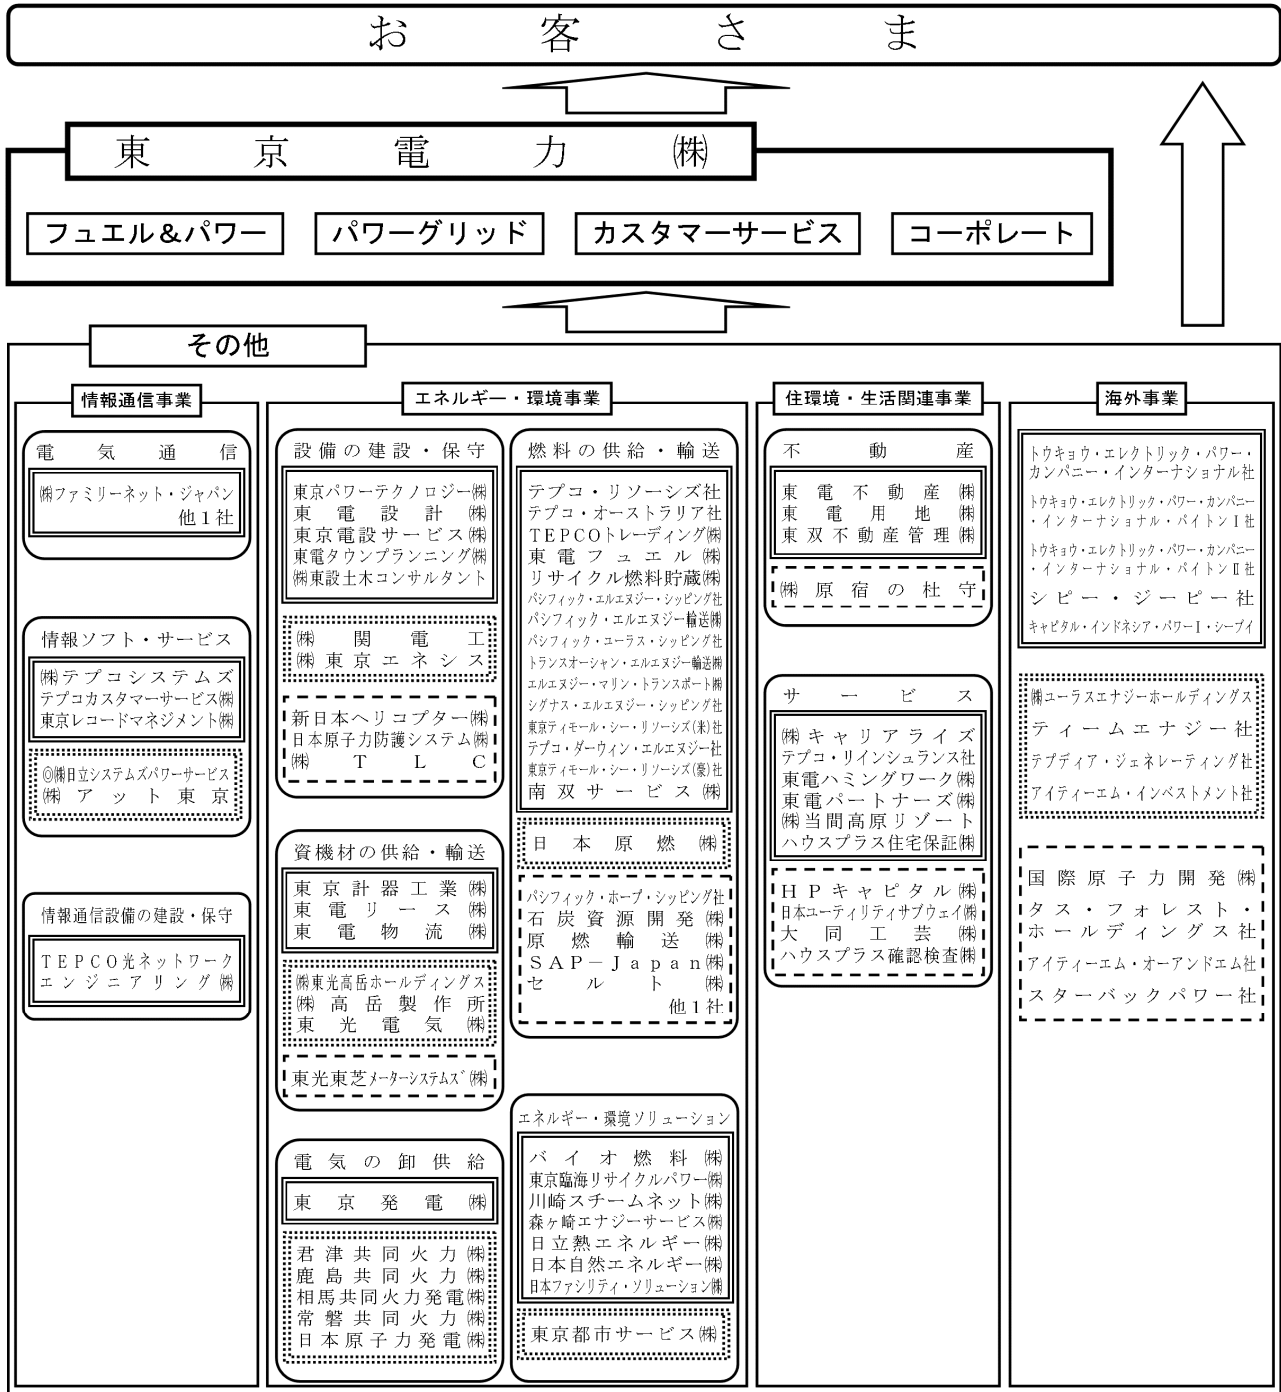 お客さま
東京電力㈱
フュエル＆パワー
パワーグリッド
カスタマーサービス
コーポレート
その他
情報通信事業
電気通信
㈱ファミリーネット・ジャパン
他１社
情報ソフト・サービス
㈱テプコシステムズ
テプコカスタマーサービス㈱
東京レコードマネジメント㈱
◎㈱日立システムズパワーサービス
㈱アット東京
情報通信設備の建設・保守
ＴＥＰＣＯ光ネットワーク
エンジニアリング㈱
エネルギー・環境事業
設備の建設・保守
東京パワーテクノロジー㈱
東電設計㈱
東京電設サービス㈱
東電タウンプランニング㈱
㈱東設土木コンサルタント
㈱関電工
㈱東京エネシス
新日本ヘリコプター㈱
日本原子力防護システム㈱
㈱ＴＬＣ
資機材の供給・輸送
東京計器工業㈱
東電リース㈱
東電物流㈱
㈱東光高岳ホールディングス
㈱高岳製作所
東光電気㈱
東光東芝メーターシステムズ㈱
電気の卸供給
東京発電㈱
君津共同火力㈱
鹿島共同火力㈱
相馬共同火力発電㈱
常磐共同火力㈱
日本原子力発電㈱
燃料の供給・輸送
テプコ・リソーシズ社
テプコ・オーストラリア社
ＴＥＰＣＯトレーディング㈱
東電フュエル㈱
リサイクル燃料貯蔵㈱
パシフィック・エルエヌジー・シッピング社
パシフィック・エルエヌジー輸送㈱
パシフィック・ユーラス・シッピング社
トランスオーシャン・エルエヌジー輸送㈱
エルエヌジー・マリン・トランスポート㈱
シグナス・エルエヌジー・シッピング社
東京ティモール・シー・リソーシズ(米)社
テプコ・ダーウィン・エルエヌジー社
東京ティモール・シー・リソーシズ(豪)社
南双サービス㈱
日本原燃㈱
パシフィック・ホープ・シッピング社
石炭資源開発㈱
原燃輸送㈱
ＳＡＰ－Ｊａｐａｎ㈱
セルト㈱
他１社
エネルギー・環境ソリューション
バイオ燃料㈱
東京臨海リサイクルパワー㈱
川崎スチームネット㈱
森ヶ崎エナジーサービス㈱
日立熱エネルギー㈱
日本自然エネルギー㈱
日本ファシリティ・ソリューション㈱
東京都市サービス㈱
住環境・生活関連事業
不動産
東電不動産㈱
東電用地㈱
東双不動産管理㈱
㈱原宿の杜守
サービス
㈱キャリアライズ
テプコ・リインシュランス社
東電ハミングワーク㈱
東電パートナーズ㈱
㈱当間高原リゾート
ハウスプラス住宅保証㈱
ＨＰキャピタル㈱
日本ユーティリティサブウェイ㈱
大同工芸㈱
ハウスプラス確認検査㈱
海外事業
トウキョウ・エレクトリック・パワー・
カンパニー・インターナショナル社
トウキョウ・エレクトリック・パワー・カンパニー
・インターナショナル・パイトンⅠ社
トウキョウ・エレクトリック・パワー・カンパニー
・インターナショナル・パイトンⅡ社
シピー・ジーピー社
キャピタル・インドネシア・パワーⅠ・シーブイ
㈱ユーラスエナジーホールディングス
ティームエナジー社
テプディア・ジェネレーティング社
アイティーエム・インベストメント社
国際原子力開発㈱
タス・フォレスト・
ホールディングス社
アイティーエム・オーアンドエム社
スターバックパワー社